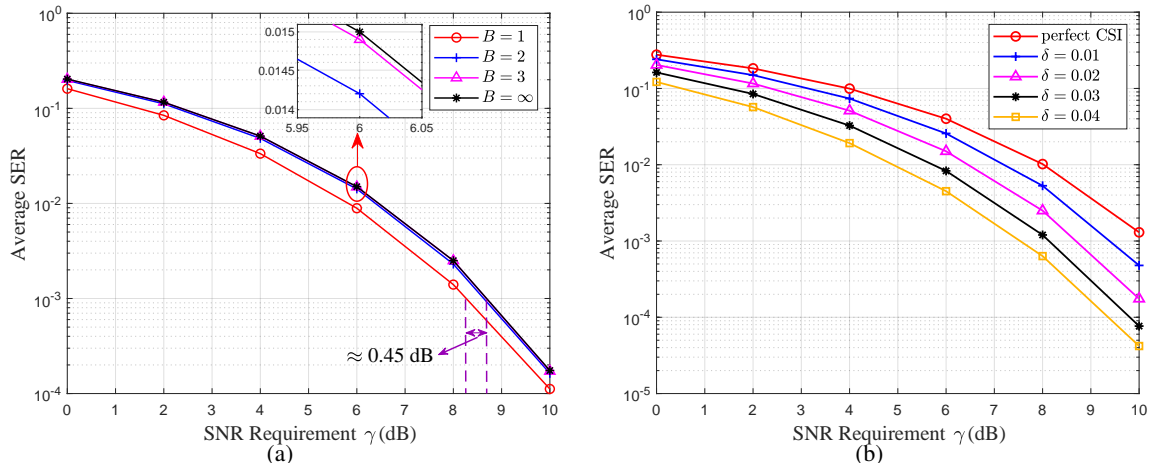 10^0
10^-1
10^-2
10^-3
10^-4
Average SER
0 1 2 3 4 5 6 7 8 9 10
SNR Requirement γ (dB)
(a)
0.015
0.0145
0.014
5.95 6 6.05
B = 1
B = 2
B = 3
B = ∞
≈ 0.45 dB
10^0
10^-1
10^-2
10^-3
10^-4
10^-5
Average SER
0 1 2 3 4 5 6 7 8 9 10
SNR Requirement γ (dB)
(b)
perfect CSI
δ = 0.01
δ = 0.02
δ = 0.03
δ = 0.04